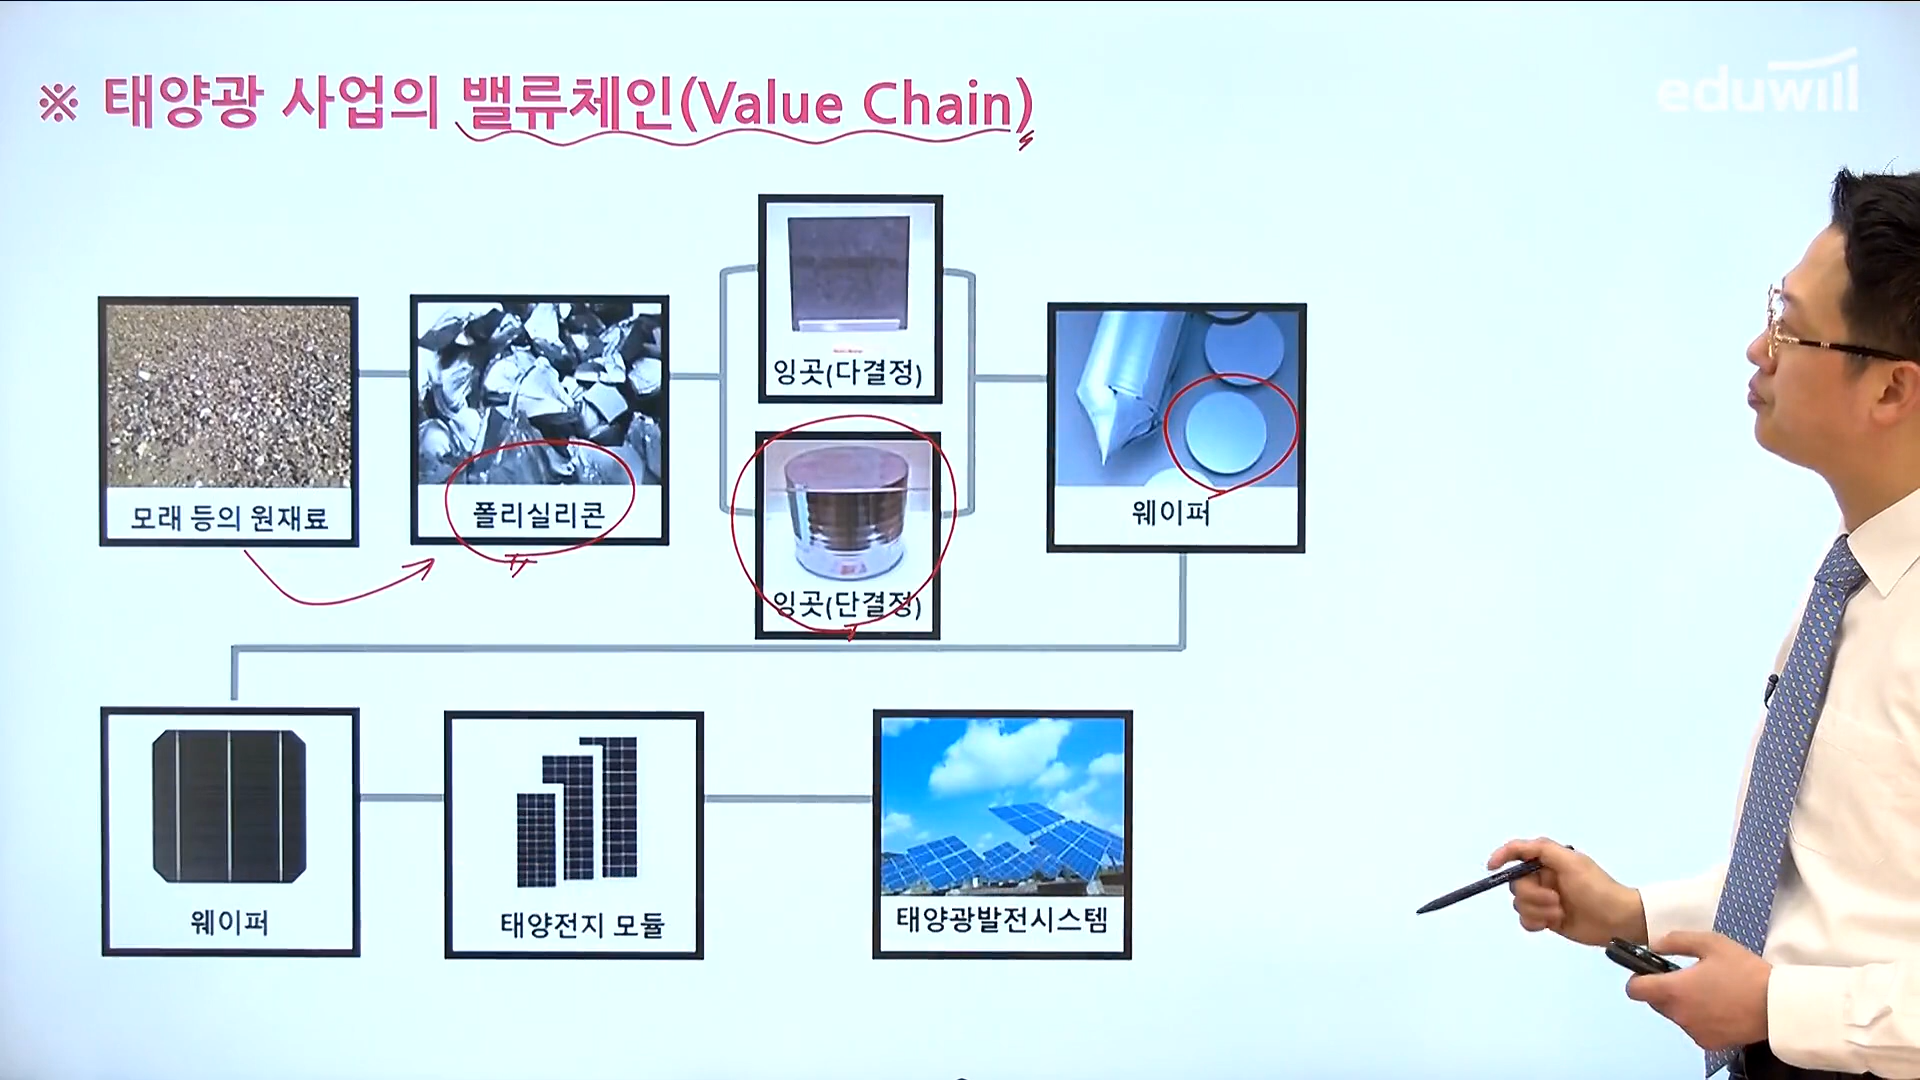 ※ 태양광 사업의 밸류체인(Value Chain)
eduwill
잉곳(다결정)
모래 등의 원재료
폴리실리콘
잉곳(단결정)
웨이퍼
웨이퍼
태양전지 모듈
태양광발전시스템